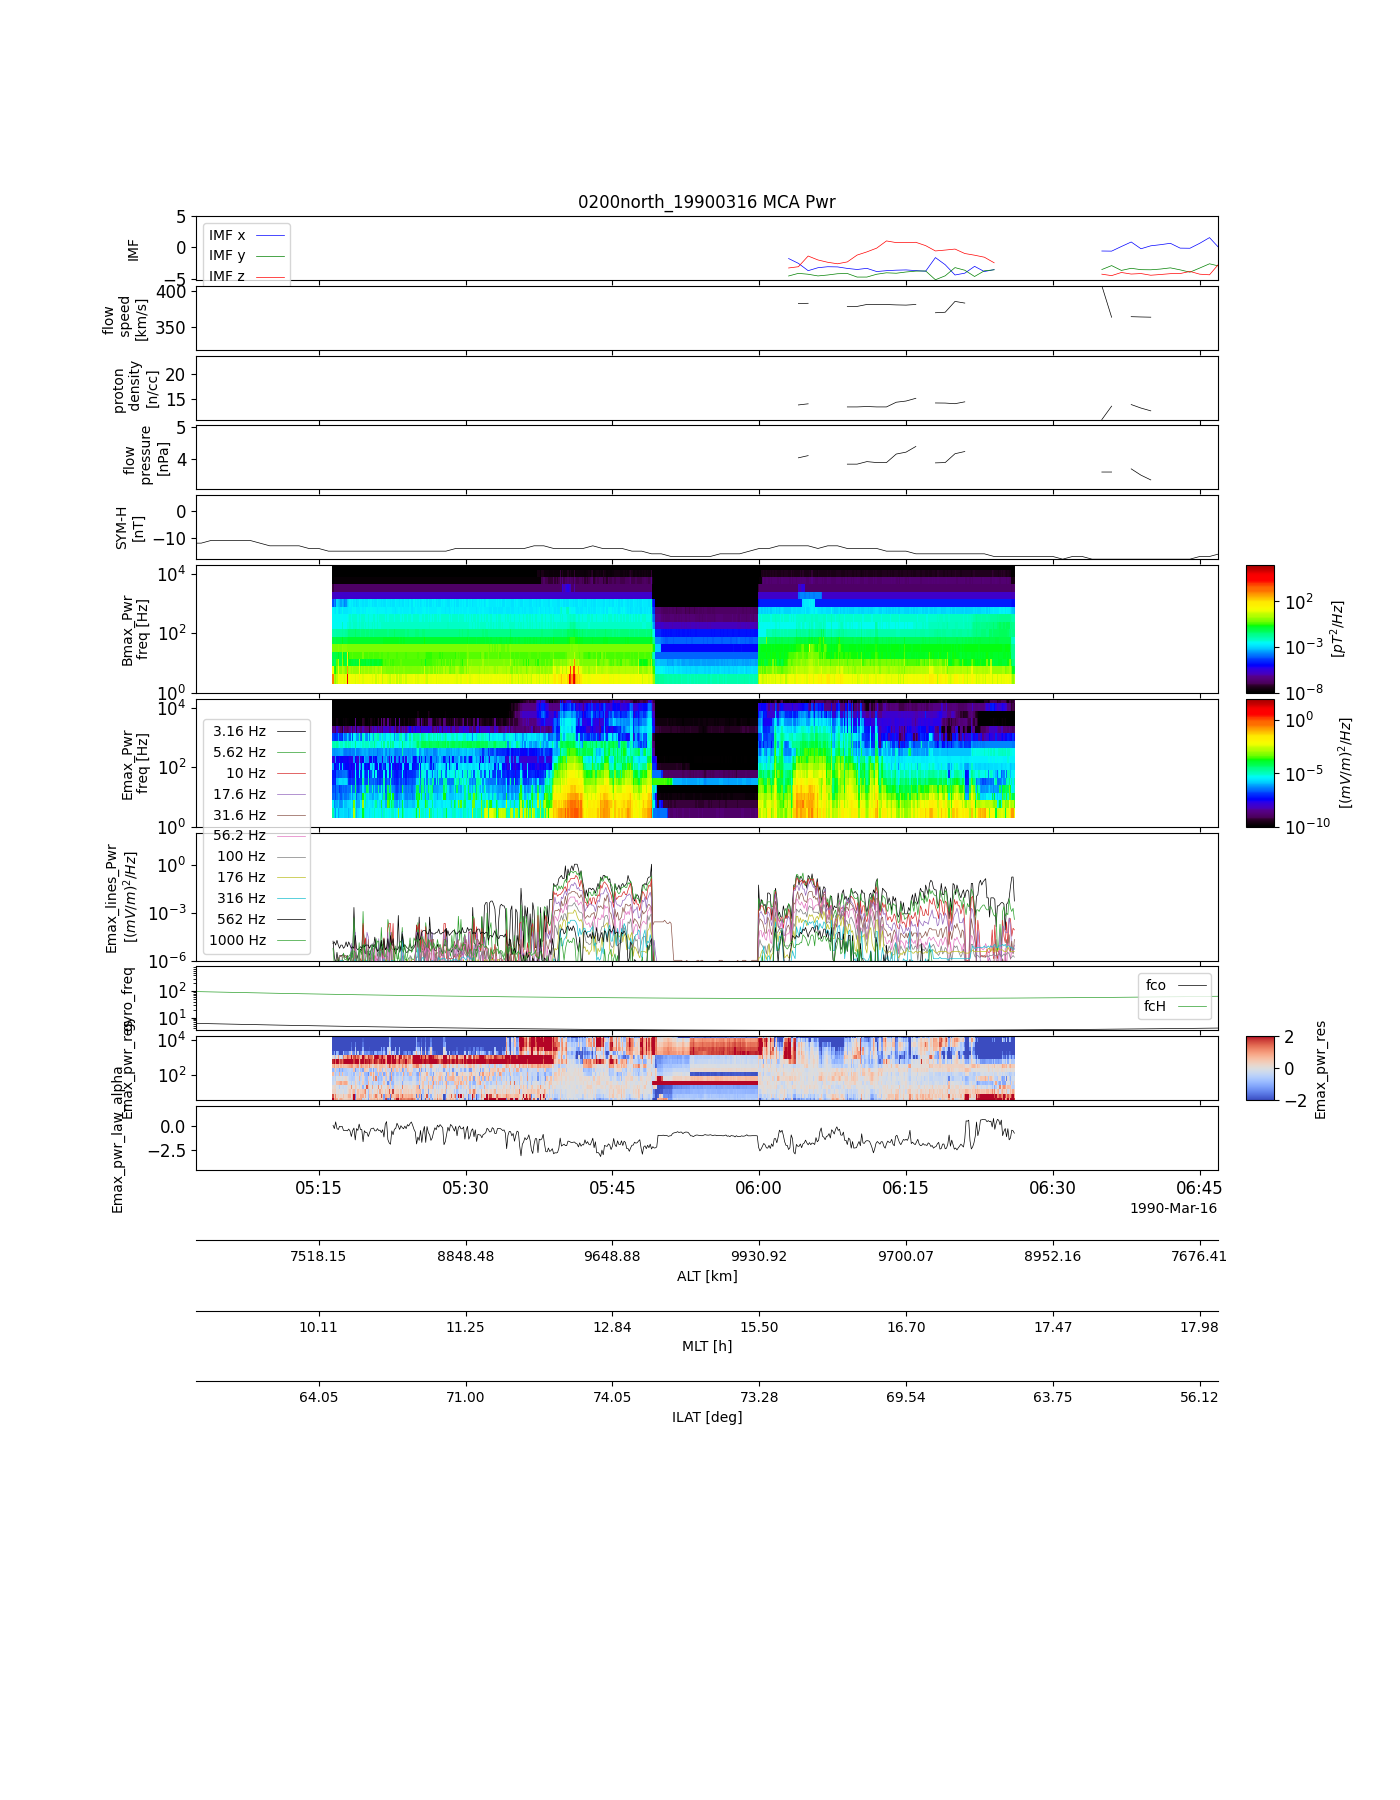 0200north_19900316 MCA Pwr
5
0
−5
IMF
IMF x
IMF y
IMF z
400
350
flow
speed
[km/s]
20
15
proton
density
[n/cc]
5
4
flow
pressure
[nPa]
0
−10
SYM-H
[nT]
10^4
10^2
10^0
Bmax_Pwr
freq [Hz]
10^2
10^−3
10^−8
[pT^2/Hz]
10^4
10^2
10^0
Emax_Pwr
freq [Hz]
10^0
10^−5
10^−10
[(mV/m)^2/Hz]
3.16 Hz
5.62 Hz
10 Hz
17.6 Hz
31.6 Hz
56.2 Hz
100 Hz
176 Hz
316 Hz
562 Hz
1000 Hz
10^0
10^−3
10^−6
Emax_lines_Pwr
[(mV/m)^2/Hz]
10^2
10^1
gyro_freq
fco
fcH
10^4
10^2
Emax_pwr_res
2
0
−2
Emax_pwr_res
0.0
−2.5
Emax_pwr_law_alpha
05:15 05:30 05:45 06:00 06:15 06:30 06:45
1990-Mar-16
7518.15 8848.48 9648.88 9930.92 9700.07 8952.16 7676.41
ALT [km]
10.11 11.25 12.84 15.50 16.70 17.47 17.98
MLT [h]
64.05 71.00 74.05 73.28 69.54 63.75 56.12
ILAT [deg]